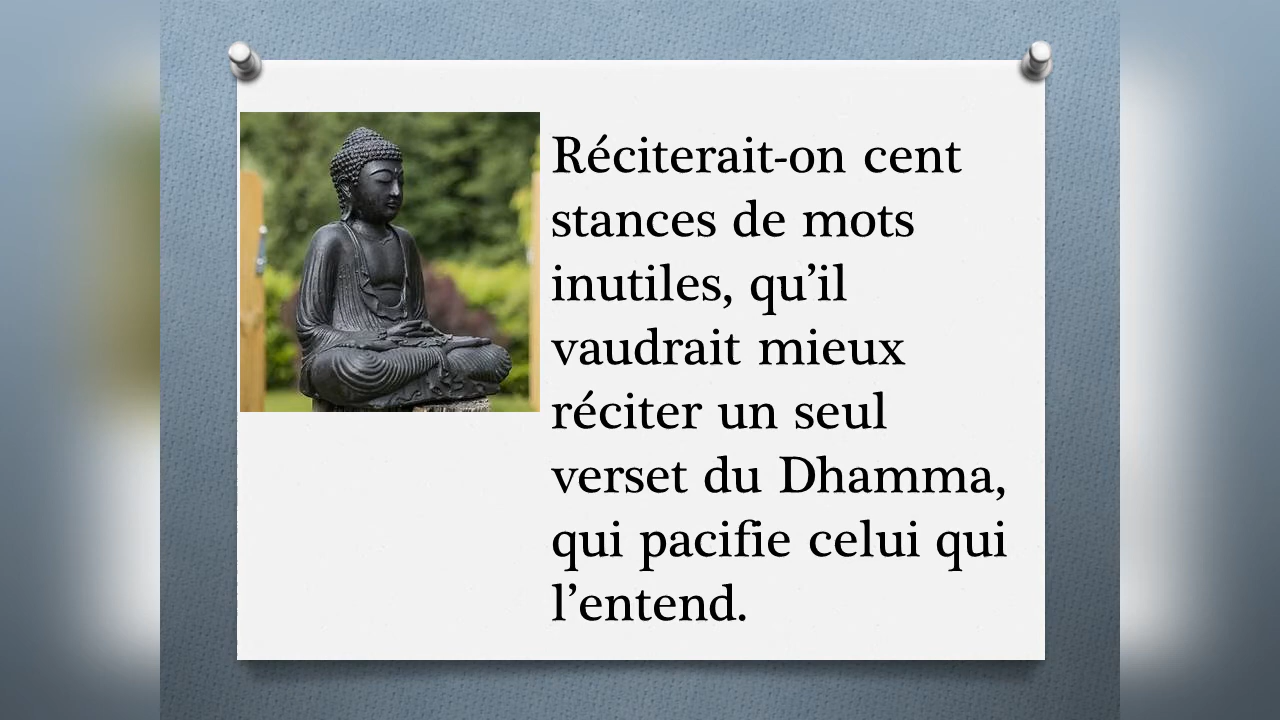 Réciterait-on cent
stances de mots
inutiles, qu’il
vaudrait mieux
réciter un seul
verset du Dhamma,
qui pacifie celui qui
l’entend.